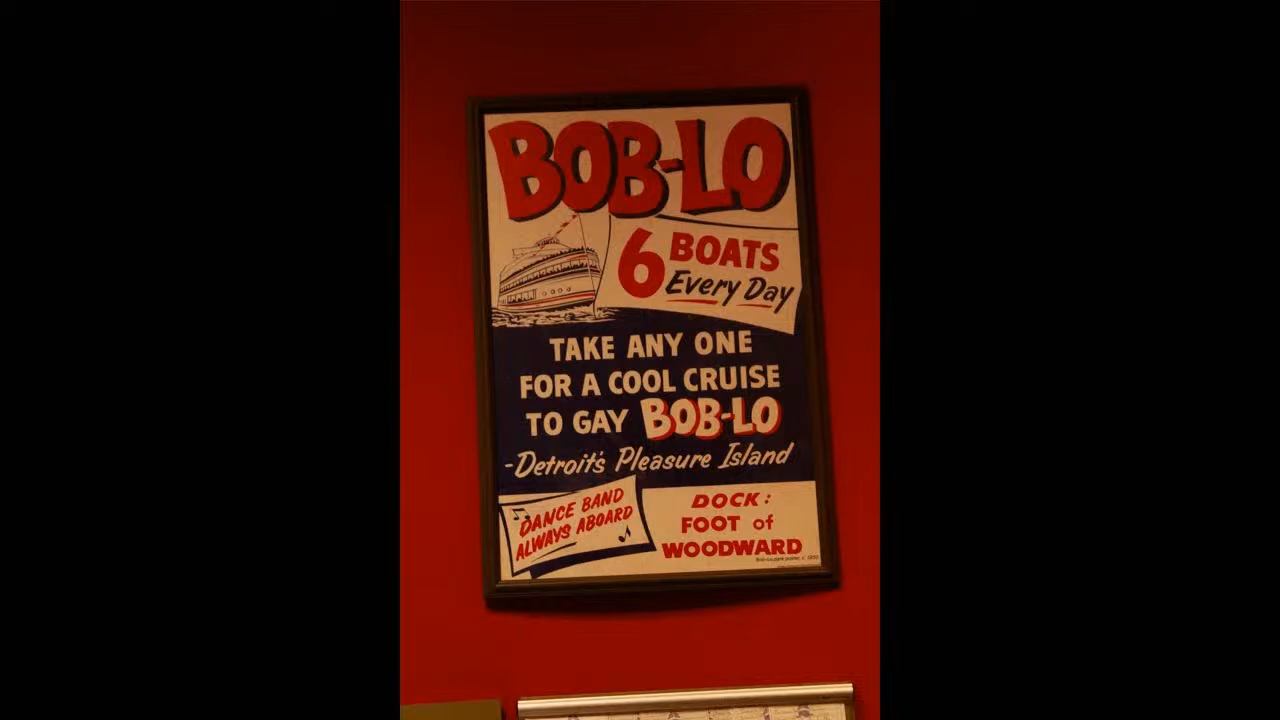 BOB-LO
6 BOATS
Every Day
TAKE ANY ONE
FOR A COOL CRUISE
TO GAY BOB-LO
-Detroit's Pleasure Island
DANCE BAND
ALWAYS ABOARD
DOCK:
FOOT of
WOODWARD